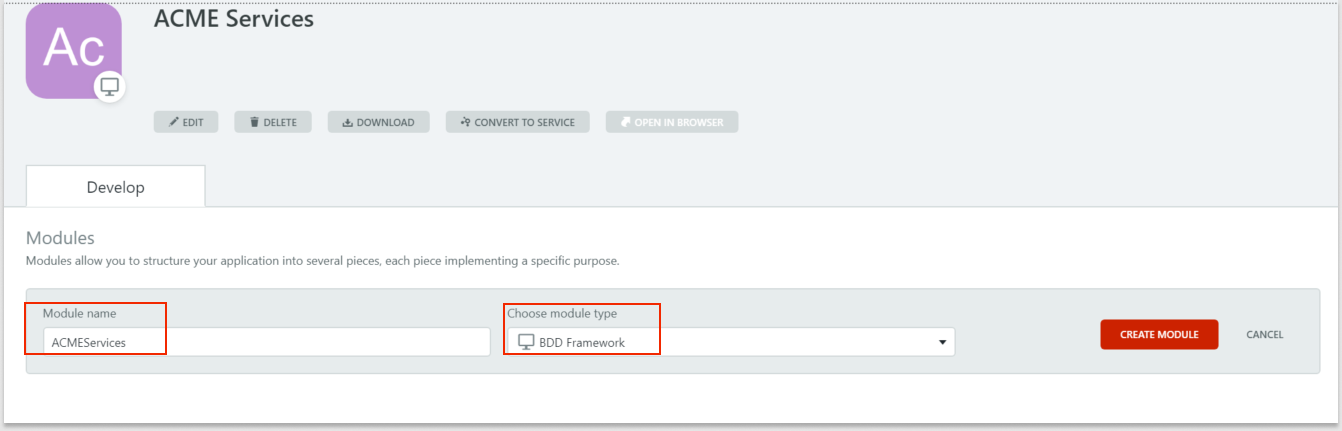 Ac
ACME Services
EDIT
DELETE
DOWNLOAD
CONVERT TO SERVICE
OPEN IN BROWSER
Develop
Modules
Modules allow you to structure your application into several pieces, each piece implementing a specific purpose.
Module name
Choose module type
ACMEServices
BDD Framework
CREATE MODULE
CANCEL